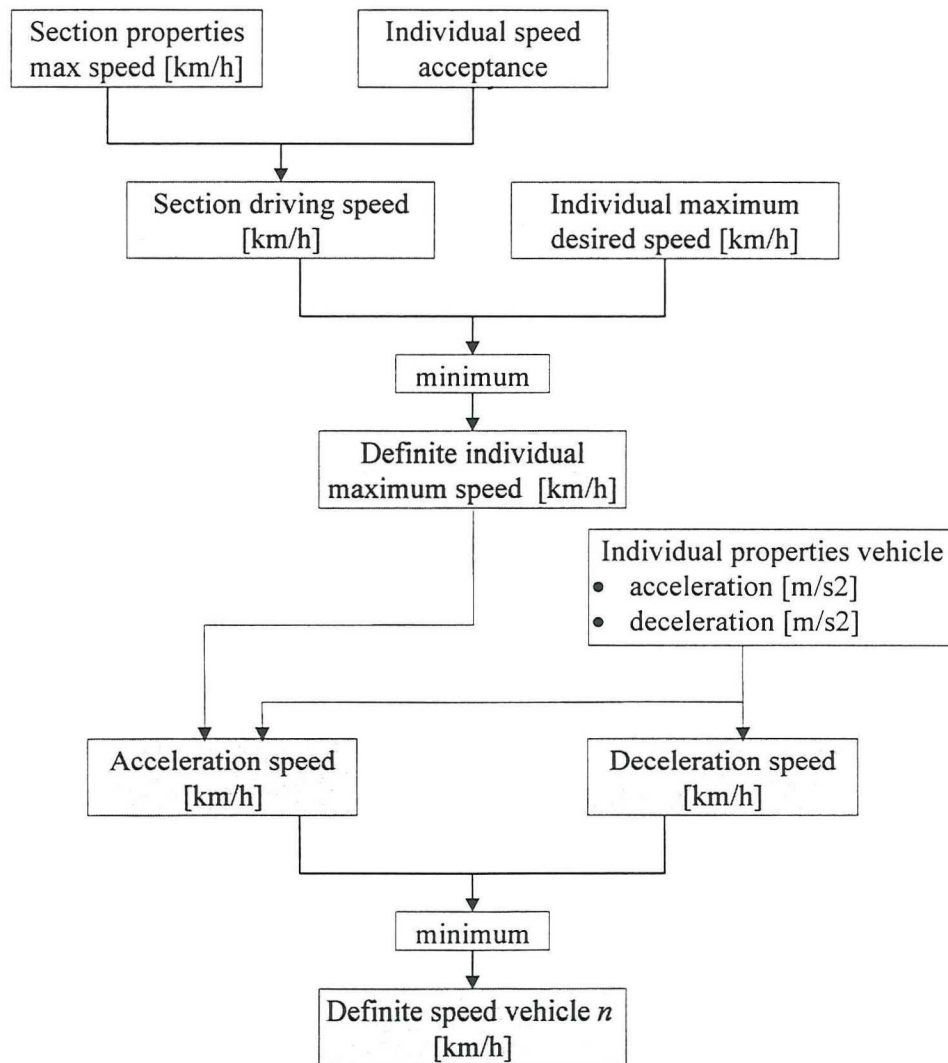 Section properties
max speed [km/h]
Individual speed
acceptance
Section driving speed
[km/h]
Individual maximum
desired speed [km/h]
minimum
Definite individual
maximum speed [km/h]
Individual properties vehicle
• acceleration [m/s2]
• deceleration [m/s2]
Acceleration speed
[km/h]
Deceleration speed
[km/h]
minimum
Definite speed vehicle n
[km/h]